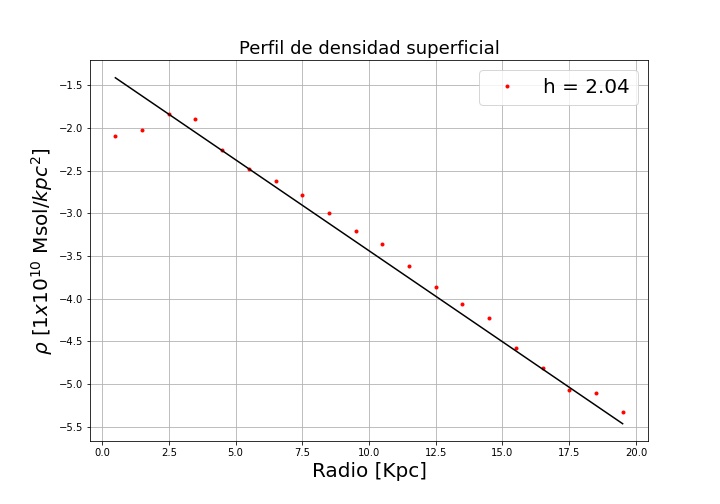 Perfil de densidad superficial
h = 2.04
ρ [1x10¹⁰ Msol/kpc²]
−1.5
−2.0
−2.5
−3.0
−3.5
−4.0
−4.5
−5.0
−5.5
0.0 2.5 5.0 7.5 10.0 12.5 15.0 17.5 20.0
Radio [Kpc]